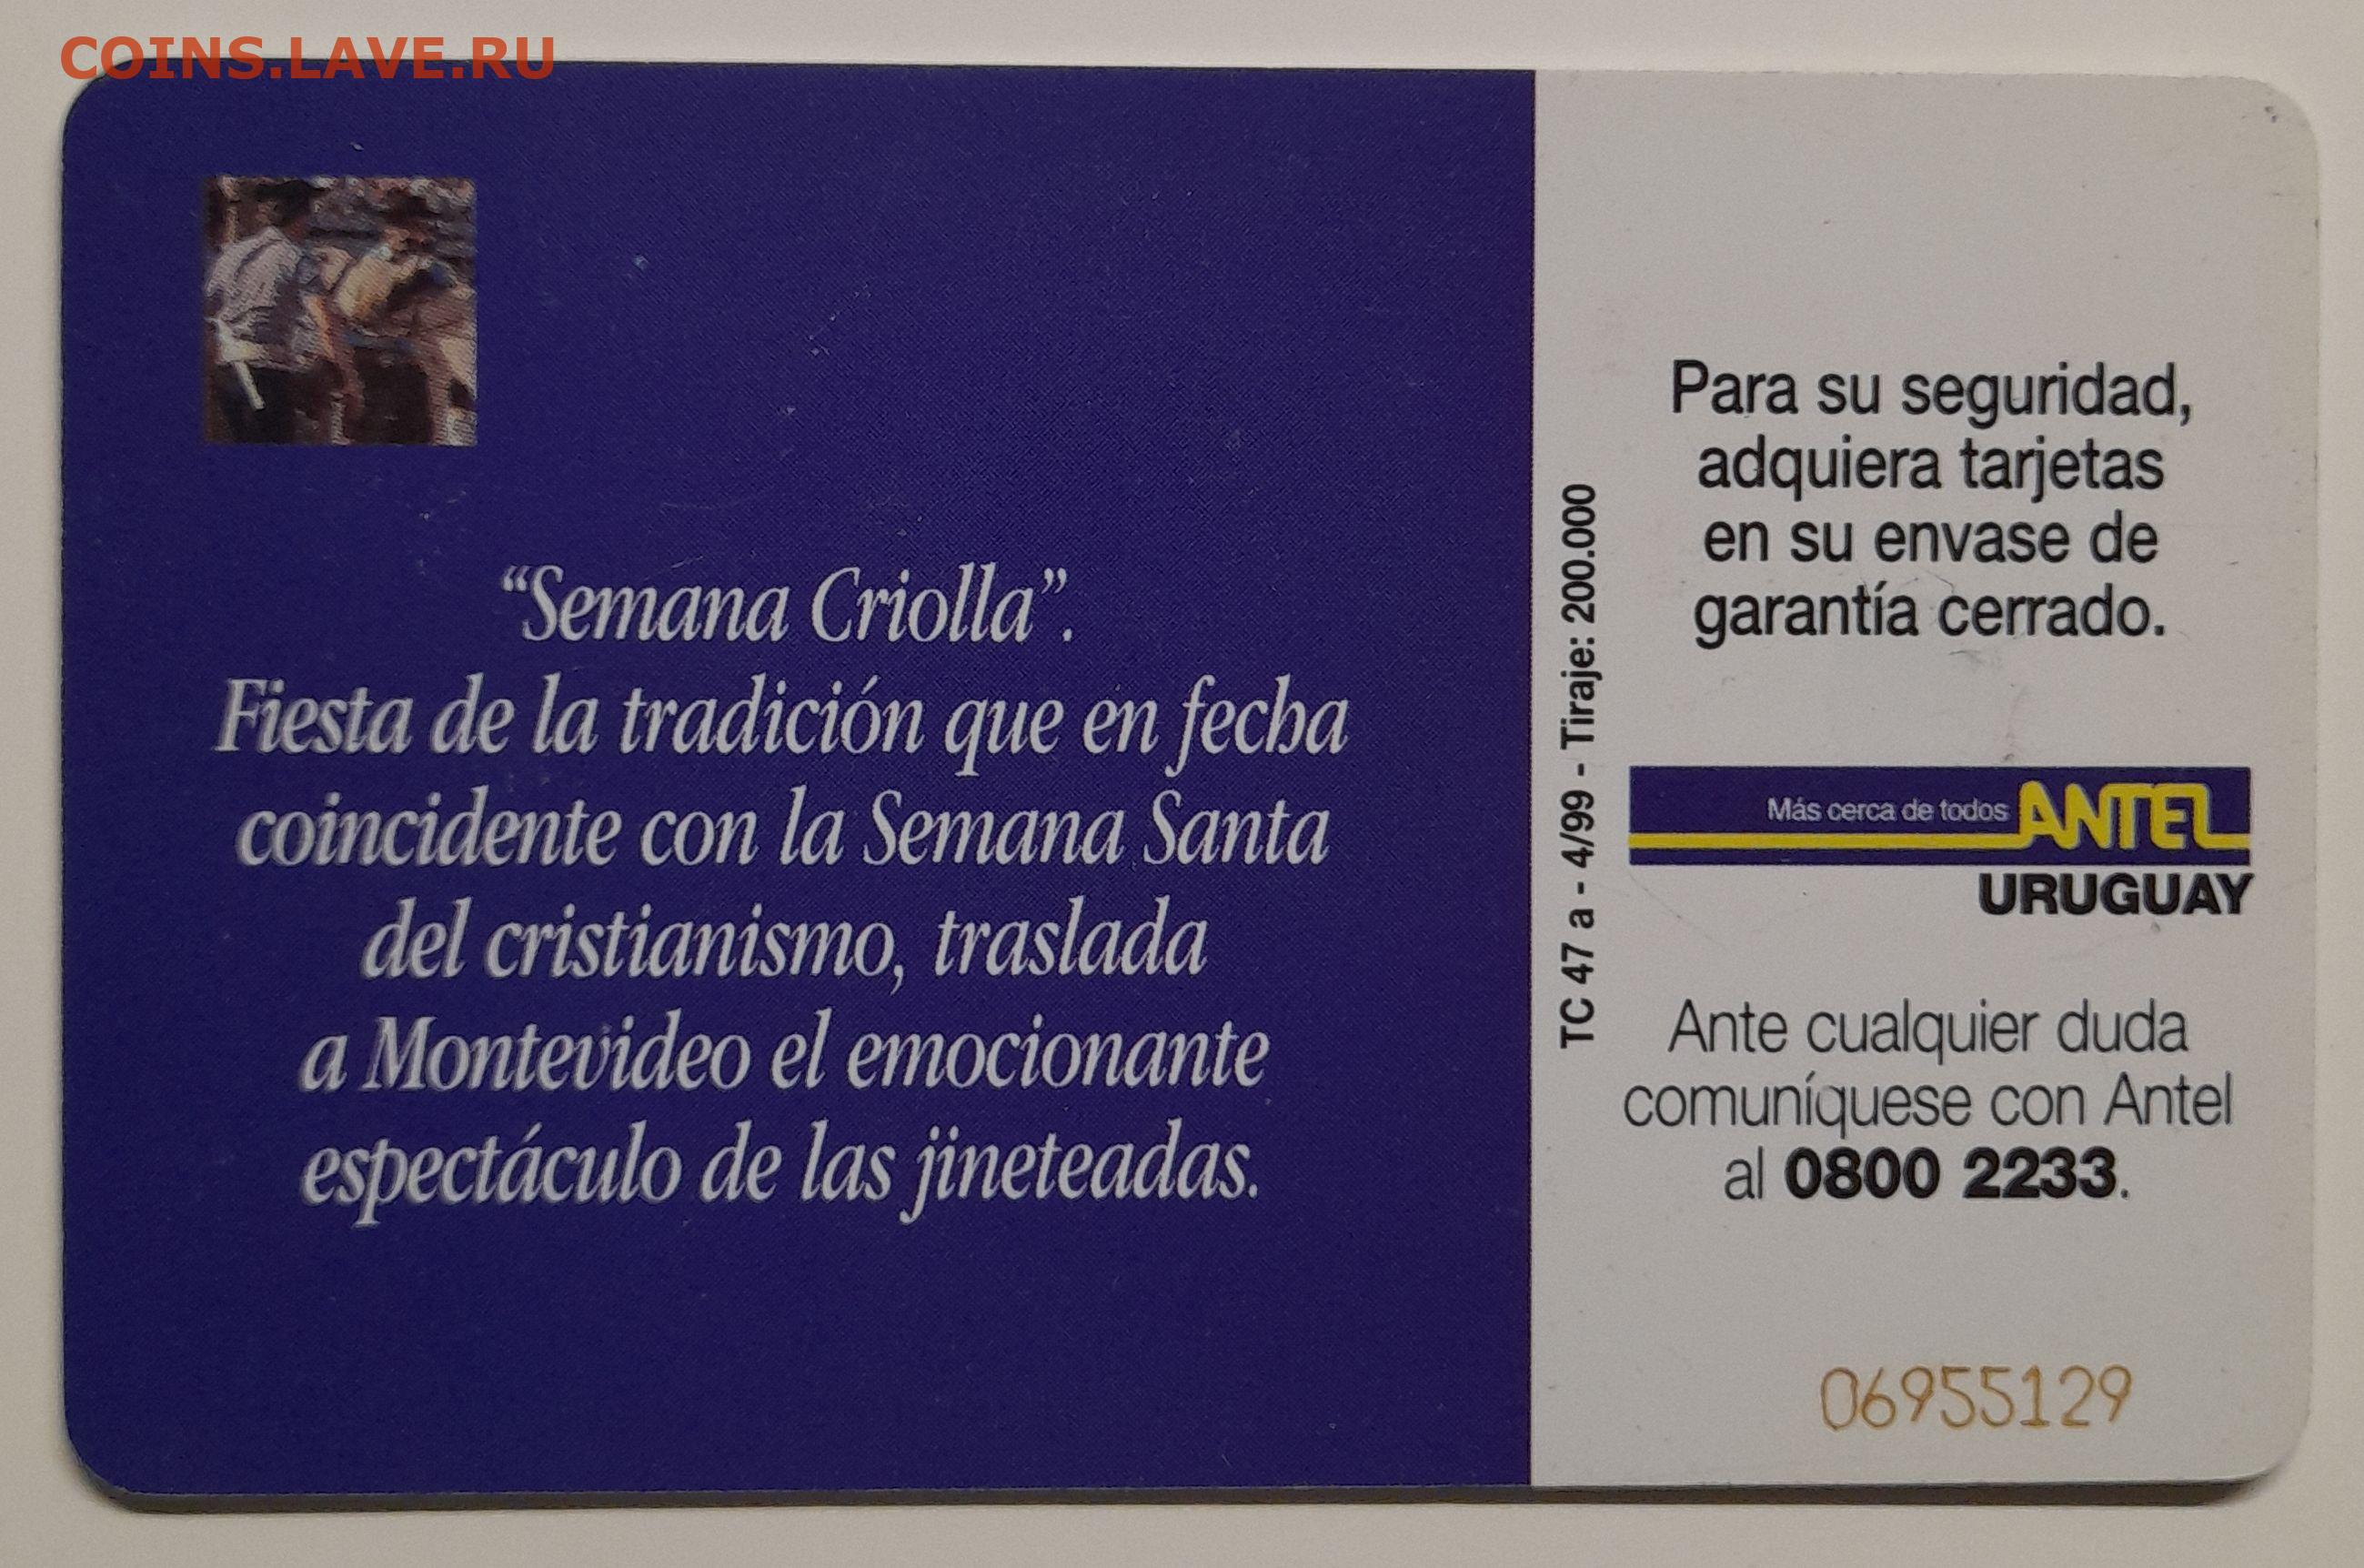 COINS.LAVE.RU
“Semana Criolla”.
Fiesta de la tradición que en fecha
coincidente con la Semana Santa
del cristianismo, traslada
a Montevideo el emocionante
espectáculo de las jineteadas.
TC 47 a - 4/99 - Tiraje: 200.000
Para su seguridad,
adquiera tarjetas
en su envase de
garantía cerrado.
Más cerca de todos ANTEL
URUGUAY
Ante cualquier duda
comuníquese con Antel
al 0800 2233.
06955129